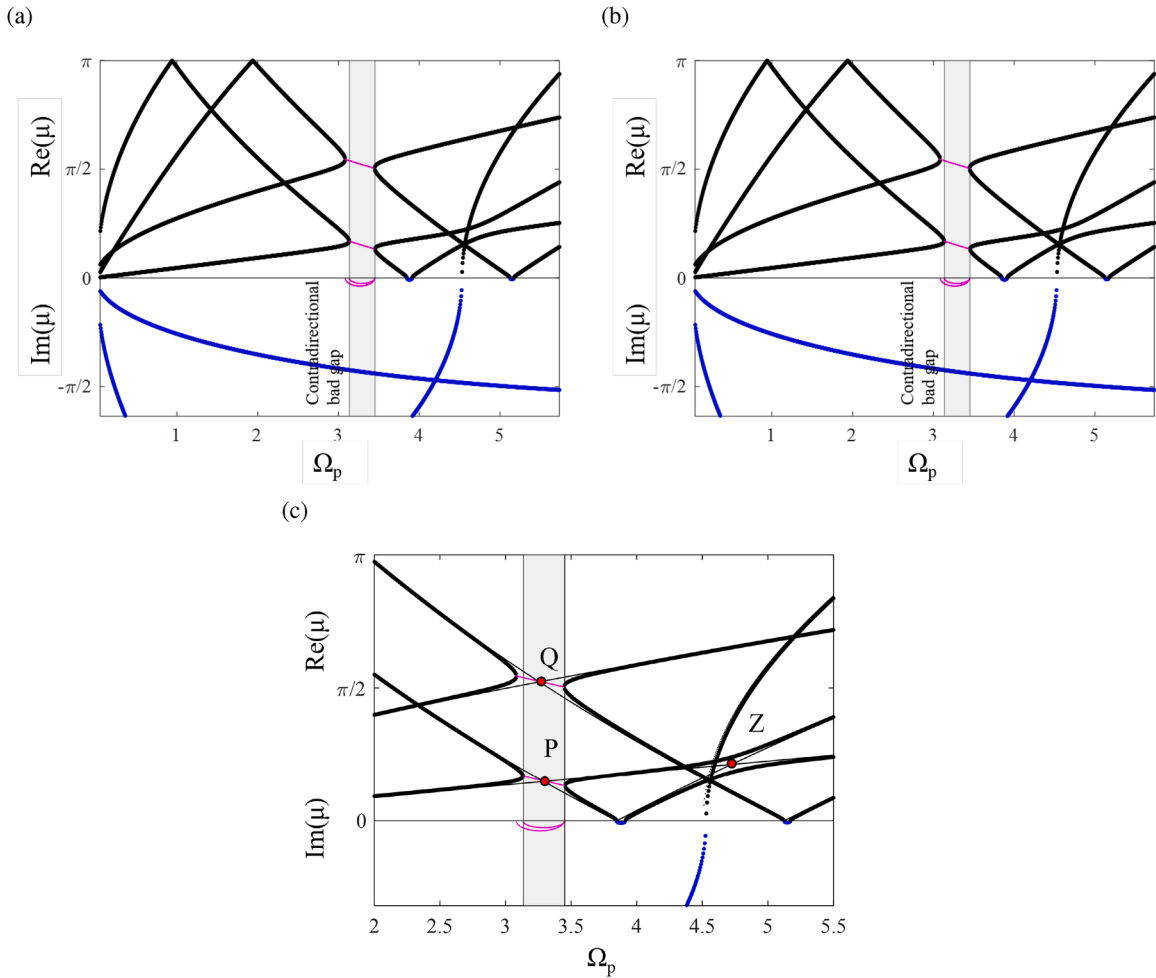 (a)
(b)
π
Re(μ)
π/2
0
Im(μ)
-π/2
Contradirectional
bad gap
1
2
3
4
5
Ωp
π
Re(μ)
π/2
0
Im(μ)
-π/2
Contradirectional
bad gap
1
2
3
4
5
Ωp
(c)
π
Re(μ)
π/2
0
Im(μ)
Q
P
Z
2
2.5
3
3.5
4
4.5
5
5.5
Ωp